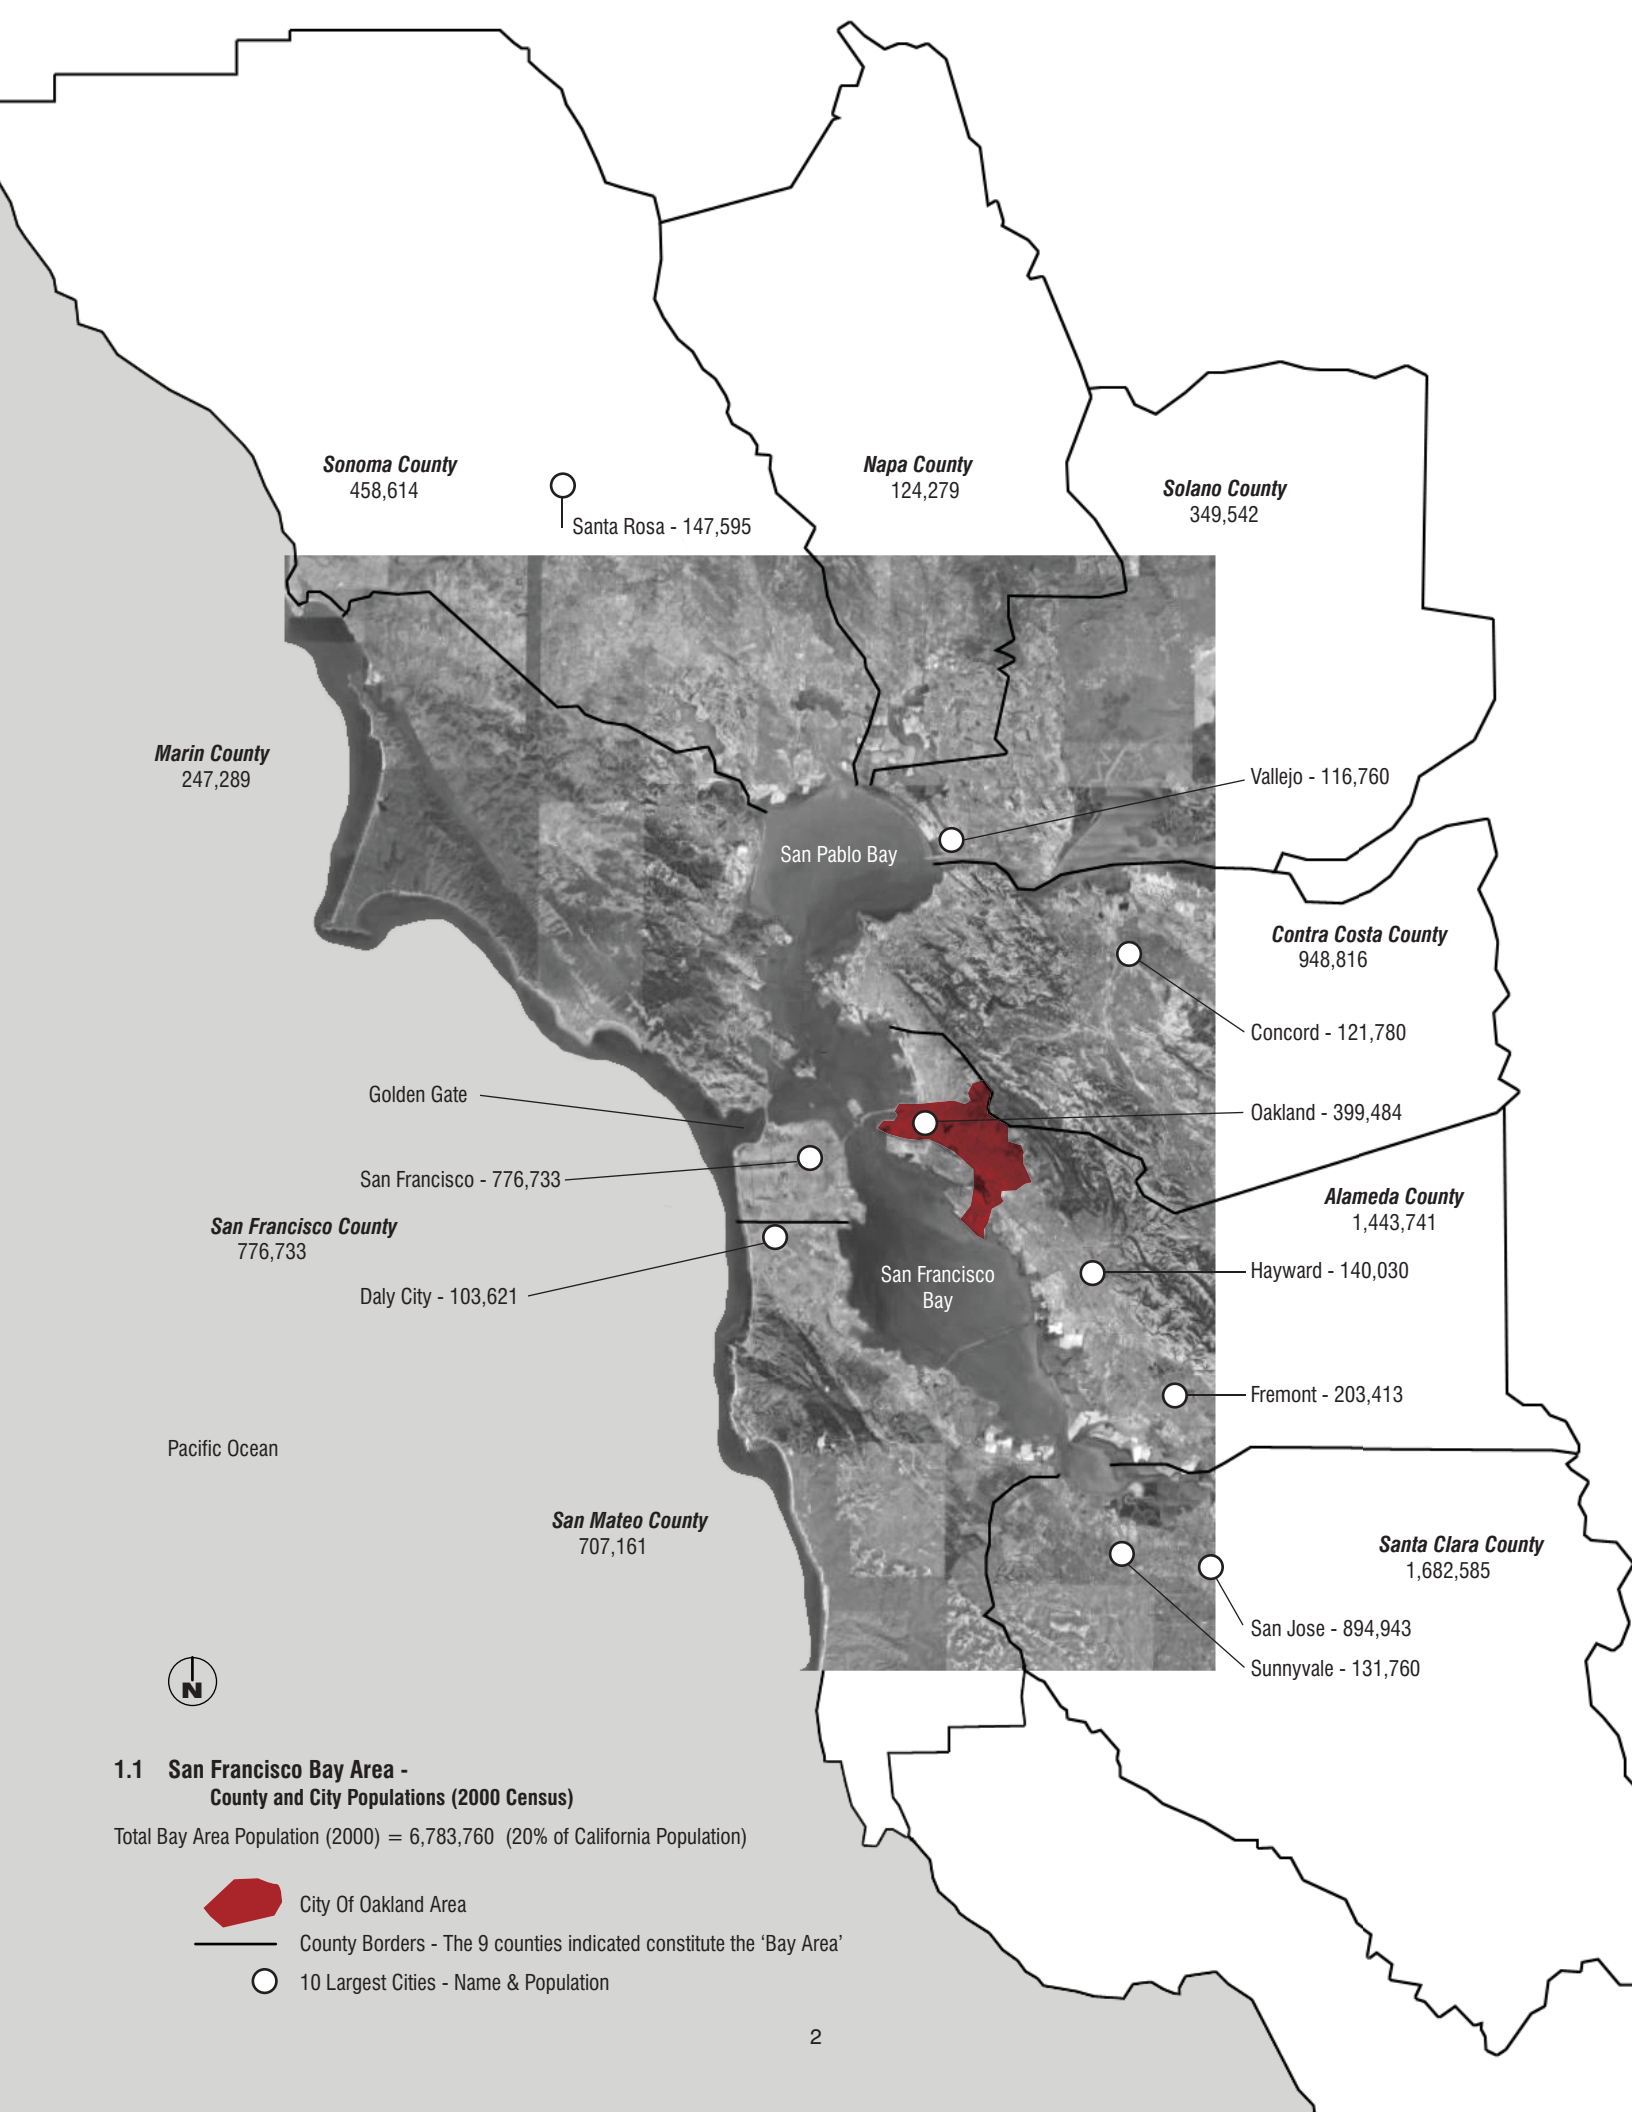 Sonoma County
458,614
Santa Rosa - 147,595
Napa County
124,279
Solano County
349,542
Marin County
247,289
Vallejo - 116,760
San Pablo Bay
Contra Costa County
948,816
Concord - 121,780
Golden Gate
Oakland - 399,484
San Francisco - 776,733
Alameda County
1,443,741
San Francisco County
776,733
Hayward - 140,030
San Francisco
Bay
Daly City - 103,621
Fremont - 203,413
Pacific Ocean
San Mateo County
707,161
Santa Clara County
1,682,585
San Jose - 894,943
Sunnyvale - 131,760
N
1.1 San Francisco Bay Area -
County and City Populations (2000 Census)
Total Bay Area Population (2000) = 6,783,760 (20% of California Population)
City Of Oakland Area
County Borders - The 9 counties indicated constitute the ‘Bay Area’
10 Largest Cities - Name & Population
2